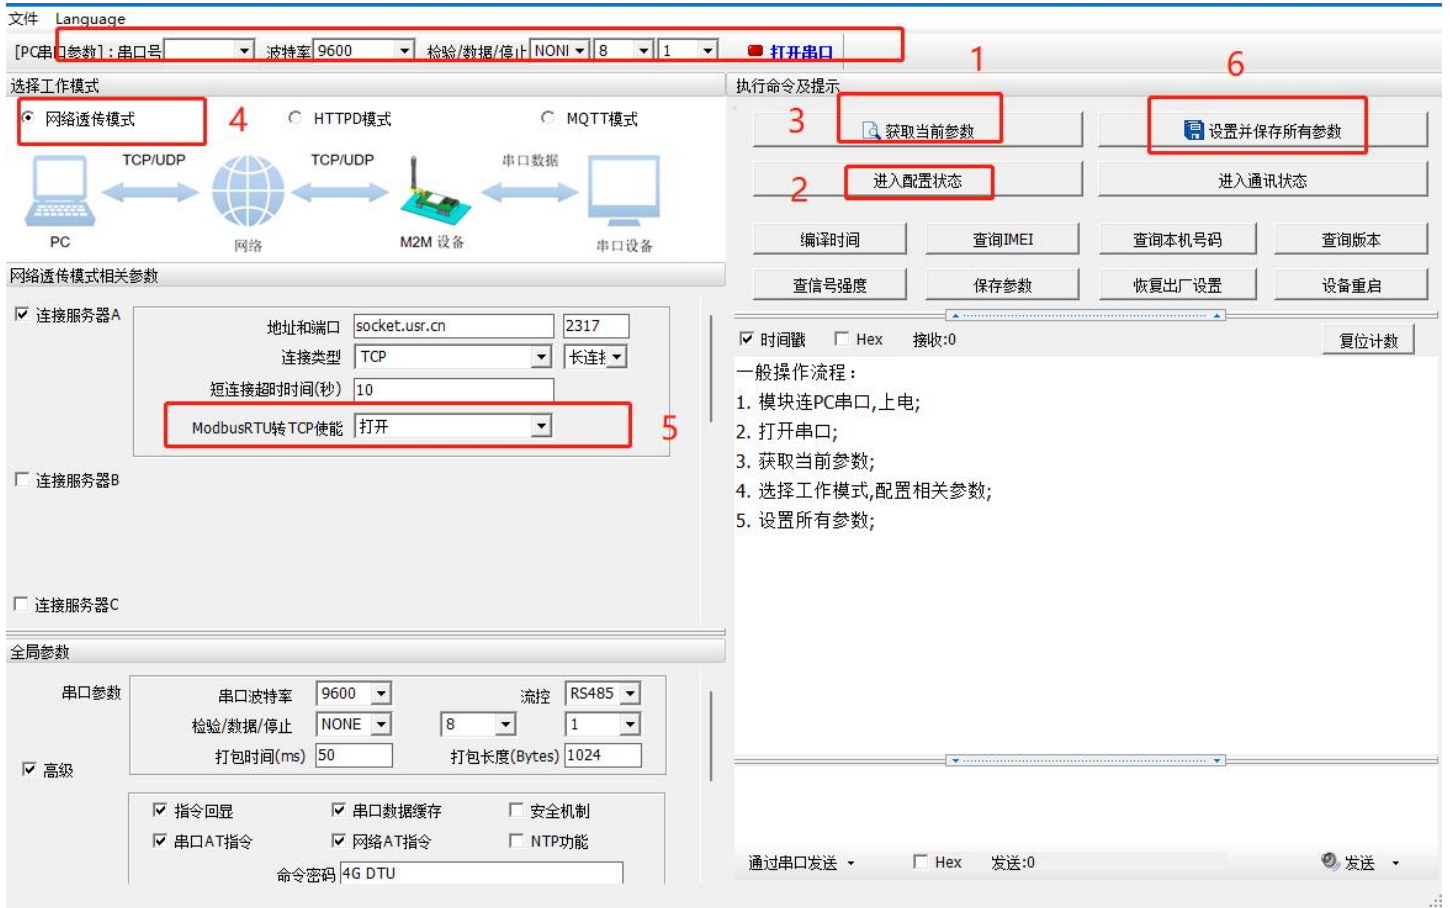 文件 Language
[PC串口参数]：串口号 波特率 9600 检验/数据/停止 NONI 8 1 打开串口
1
6
选择工作模式
网络透传模式 4 HTTPD模式 MQTT模式
TCP/UDP TCP/UDP 串口数据
PC 网络 M2M 设备 串口设备
网络透传模式相关参数
连接服务器A
地址和端口 socket.usr.cn 2317
连接类型 TCP 长连接
短连接超时时间(秒) 10
ModbusRTU转TCP使能 打开 5
连接服务器B
连接服务器C
全局参数
串口参数
串口波特率 9600 流控 RS485
检验/数据/停止 NONE 8 1
打包时间(ms) 50 打包长度(Bytes) 1024
高级
指令回显 串口数据缓存 安全机制
串口AT指令 网络AT指令 NTP功能
命令密码 4G DTU
执行命令及提示
3 获取当前参数 设置并保存所有参数
2 进入配置状态 进入通讯状态
编译时间 查询IMEI 查询本机号码 查询版本
查信号强度 保存参数 恢复出厂设置 设备重启
时间戳 Hex 接收:0 复位计数
一般操作流程：
1. 模块连PC串口,上电;
2. 打开串口;
3. 获取当前参数;
4. 选择工作模式,配置相关参数;
5. 设置所有参数;
通过串口发送 Hex 发送:0 发送